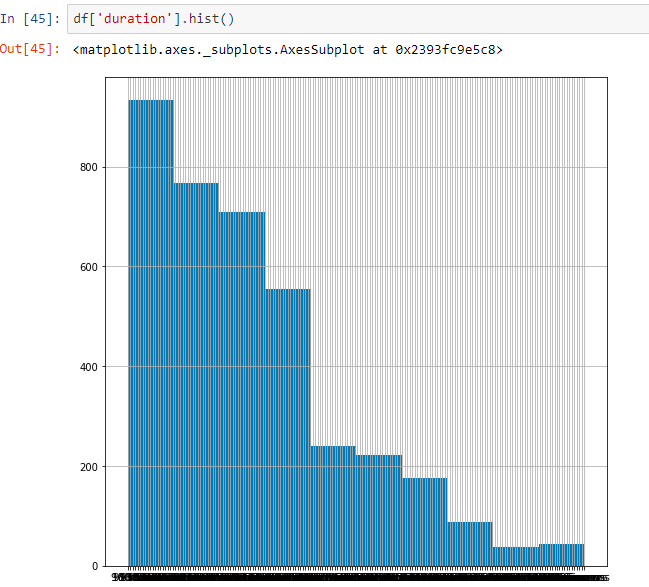 In [45]: df['duration'].hist()
Out[45]: <matplotlib.axes._subplots.AxesSubplot at 0x2393fc9e5c8>
800
600
400
200
0